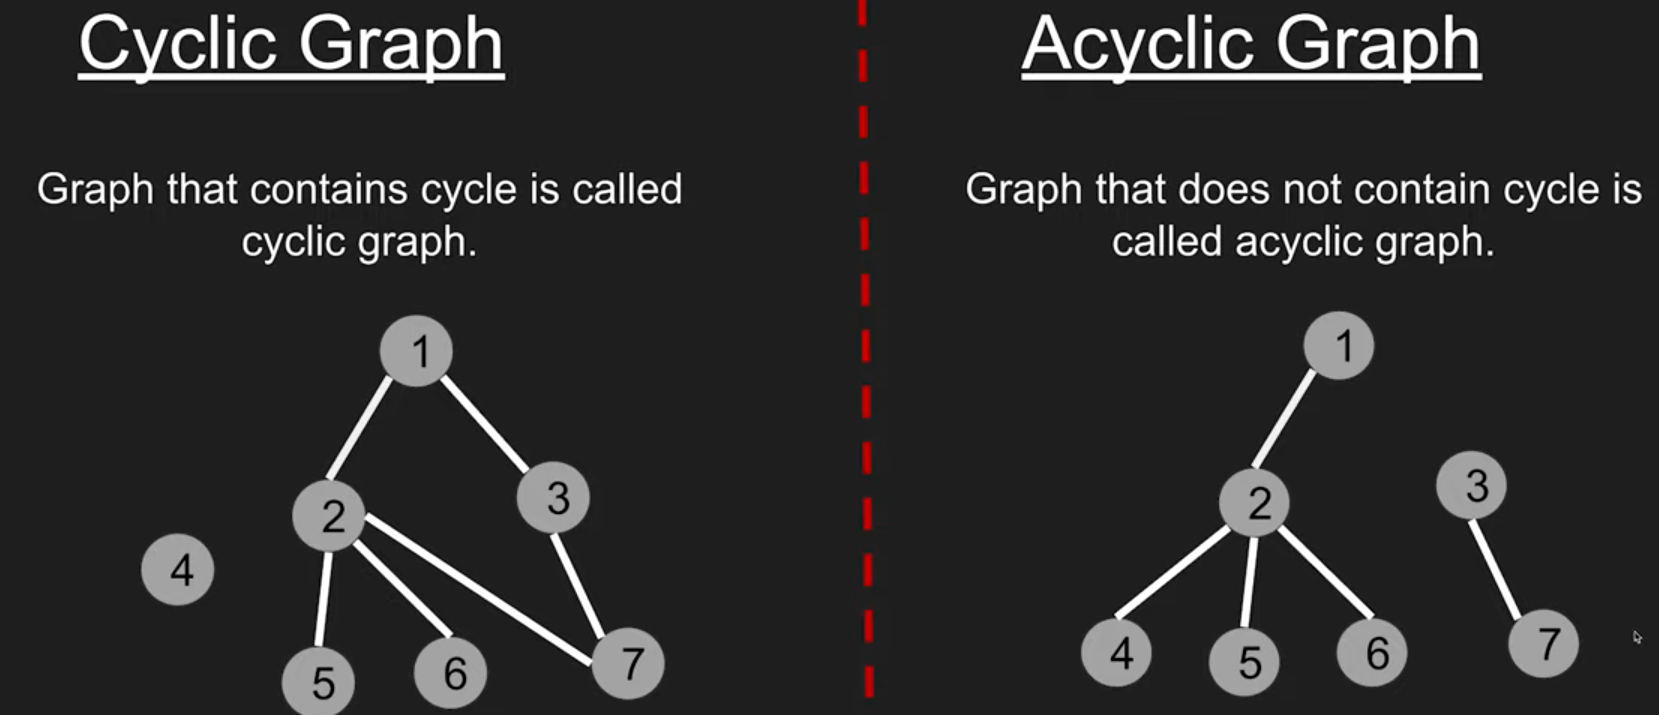 Cyclic Graph
Graph that contains cycle is called
cyclic graph.
1
2
3
4
5
6
7
Acyclic Graph
Graph that does not contain cycle is
called acyclic graph.
1
2
3
4
5
6
7